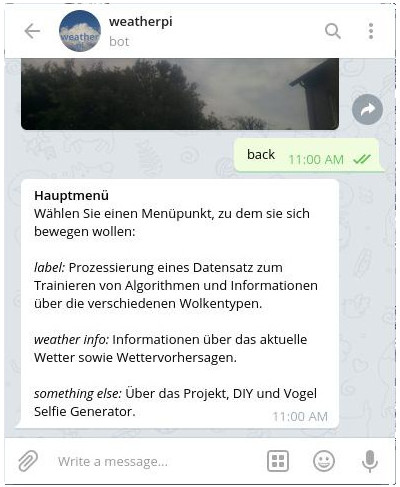 weatherpi
bot
weather
back
11:00 AM
Hauptmenü
Wählen Sie einen Menüpunkt, zu dem sie sich
bewegen wollen:
label: Prozessierung eines Datensatz zum
Trainieren von Algorithmen und Informationen
über die verschiedenen Wolkentypen.
weather info: Informationen über das aktuelle
Wetter sowie Wettervorhersagen.
something else: Über das Projekt, DIY und Vogel
Selfie Generator.
11:00 AM
Write a message...